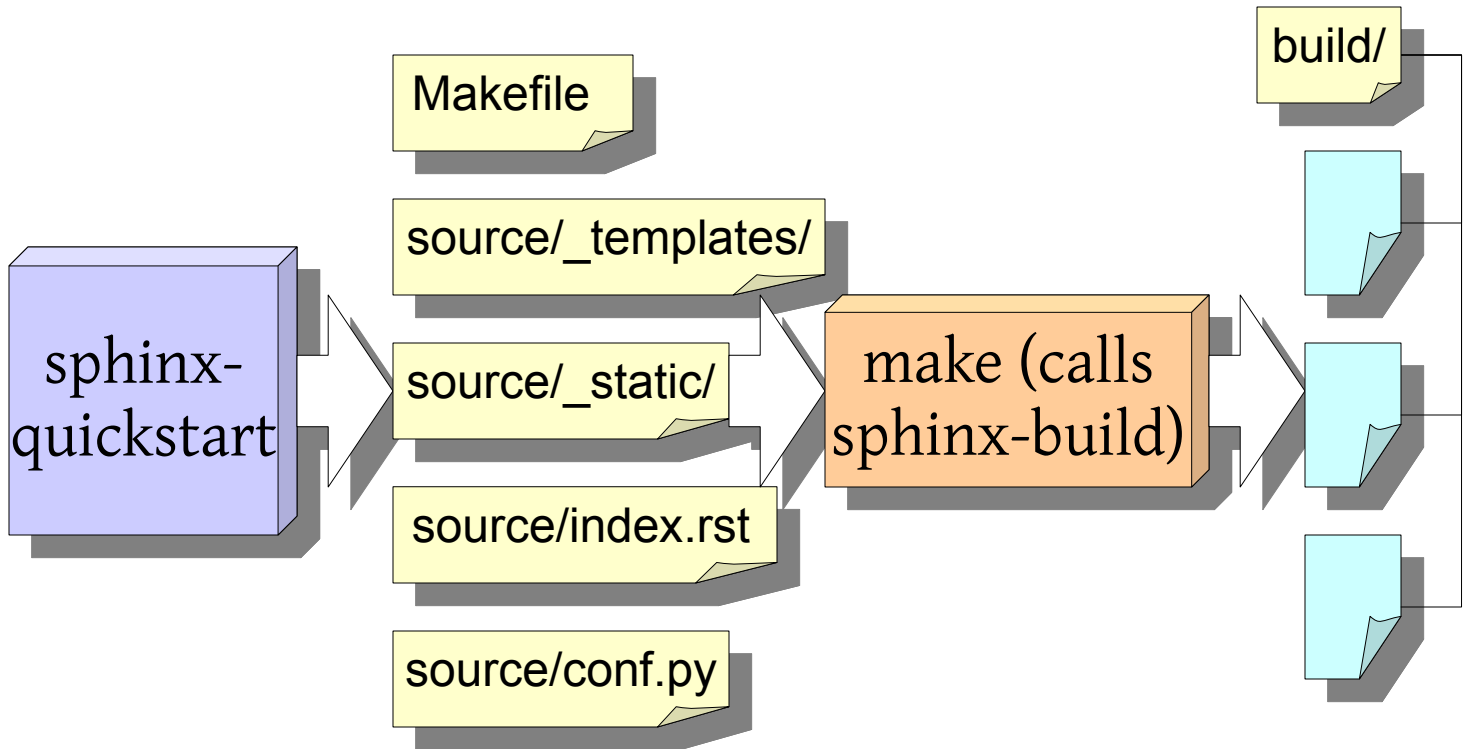 sphinx-
quickstart
Makefile
source/_templates/
source/_static/
source/index.rst
source/conf.py
make (calls
sphinx-build)
build/